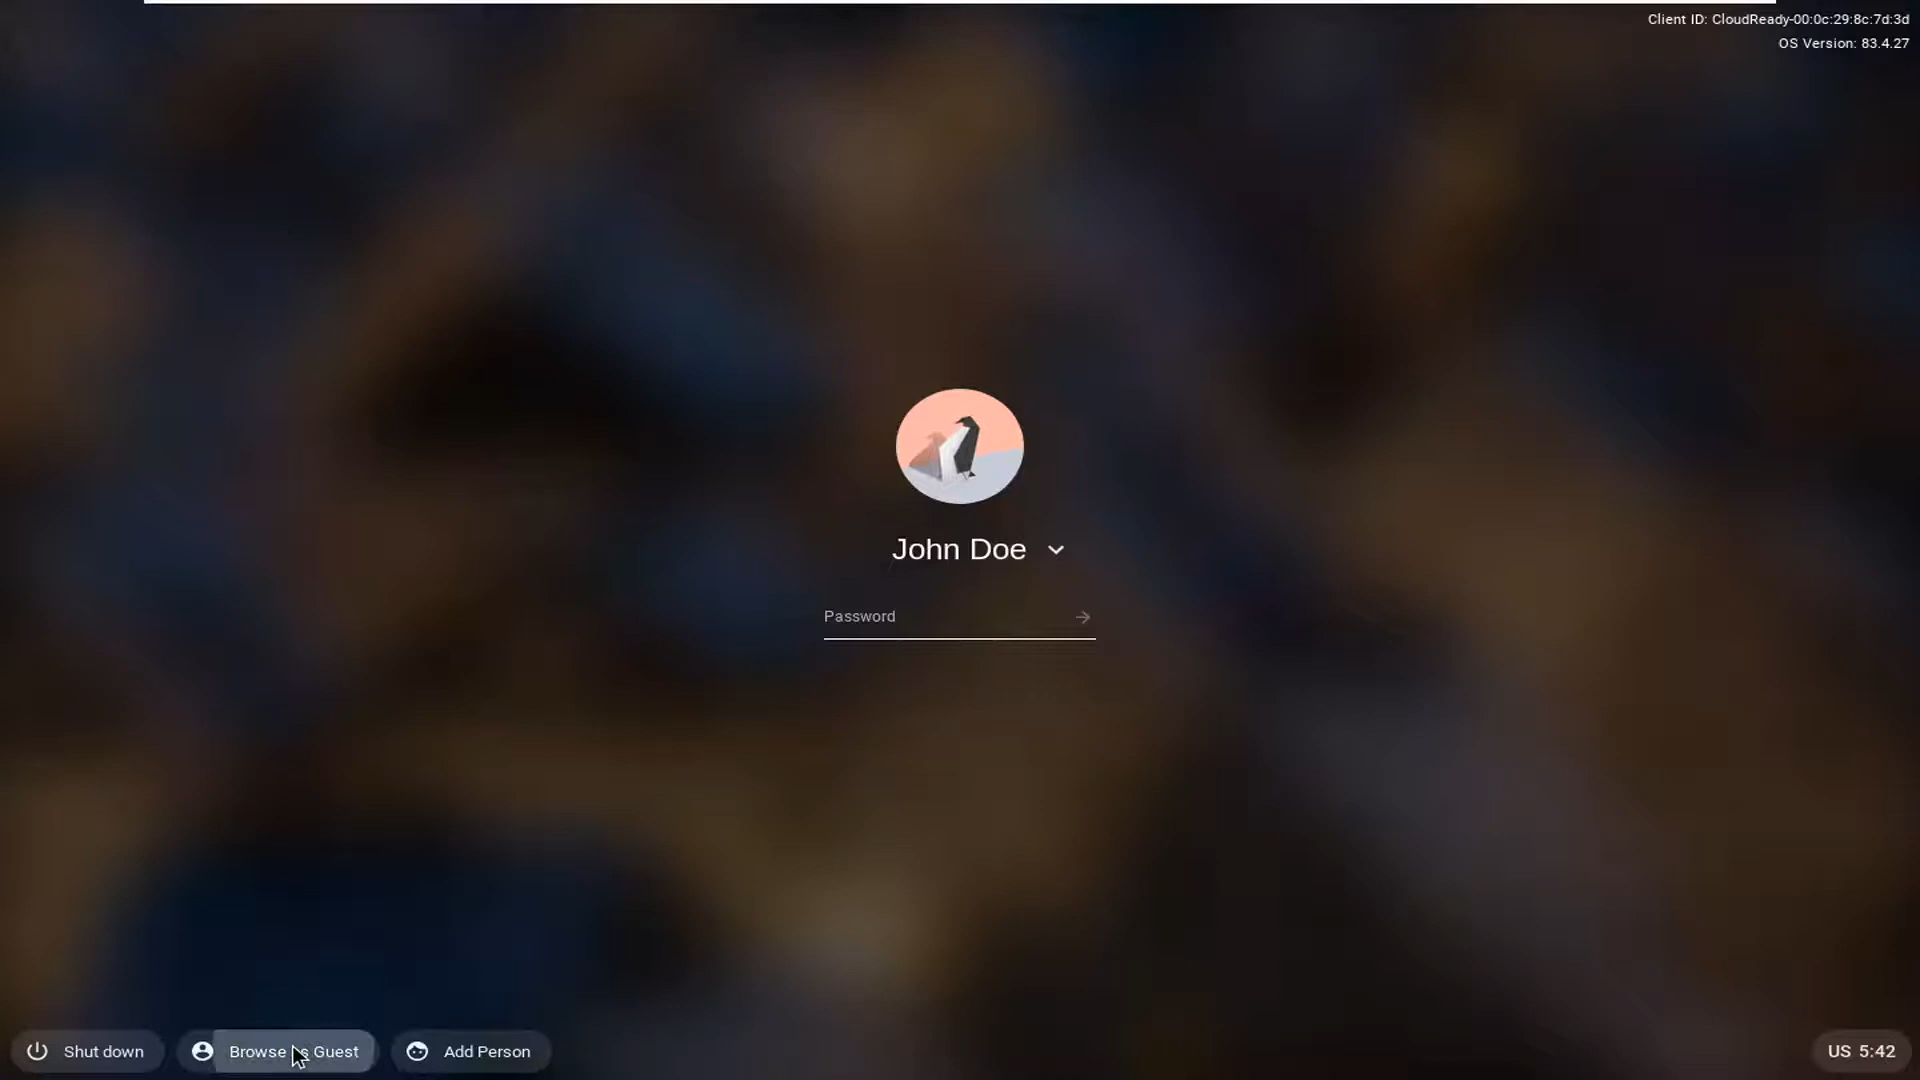 Client ID: CloudReady-00:0c:29:8c:7d:3d
OS Version: 83.4.27
John Doe
Password
Shut down
Browse as Guest
Add Person
US 5:42